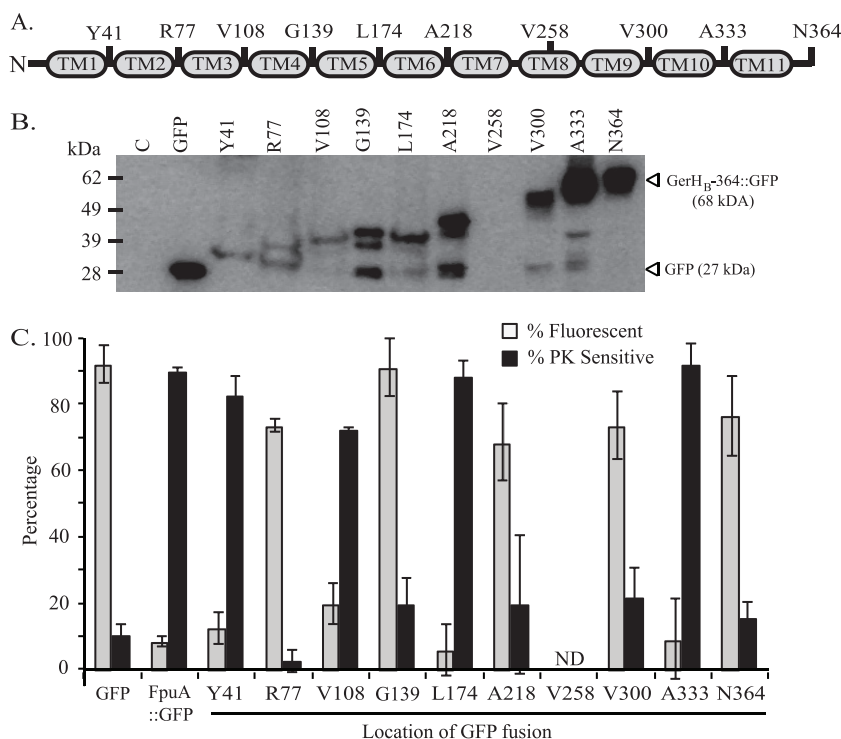 A.
Y41 R77 V108 G139 L174 A218 V258 V300 A333 N364
N TM1 TM2 TM3 TM4 TM5 TM6 TM7 TM8 TM9 TM10 TM11
B.
kDa C GFP Y41 R77 V108 G139 L174 A218 V258 V300 A333 N364
62
49
39
28
GerH_B-364::GFP
(68 kDA)
GFP (27 kDa)
C.
% Fluorescent
% PK Sensitive
Percentage
100
80
60
40
20
0
ND
GFP FpuA ::GFP Y41 R77 V108 G139 L174 A218 V258 V300 A333 N364
Location of GFP fusion